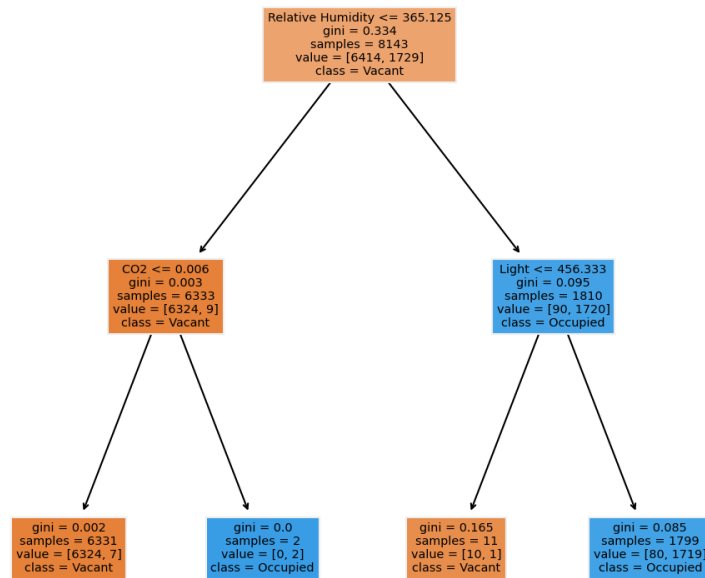 Relative Humidity <= 365.125
gini = 0.334
samples = 8143
value = [6414, 1729]
class = Vacant
CO2 <= 0.006
gini = 0.003
samples = 6333
value = [6324, 9]
class = Vacant
Light <= 456.333
gini = 0.095
samples = 1810
value = [90, 1720]
class = Occupied
gini = 0.002
samples = 6331
value = [6324, 7]
class = Vacant
gini = 0.0
samples = 2
value = [0, 2]
class = Occupied
gini = 0.165
samples = 11
value = [10, 1]
class = Vacant
gini = 0.085
samples = 1799
value = [80, 1719]
class = Occupied